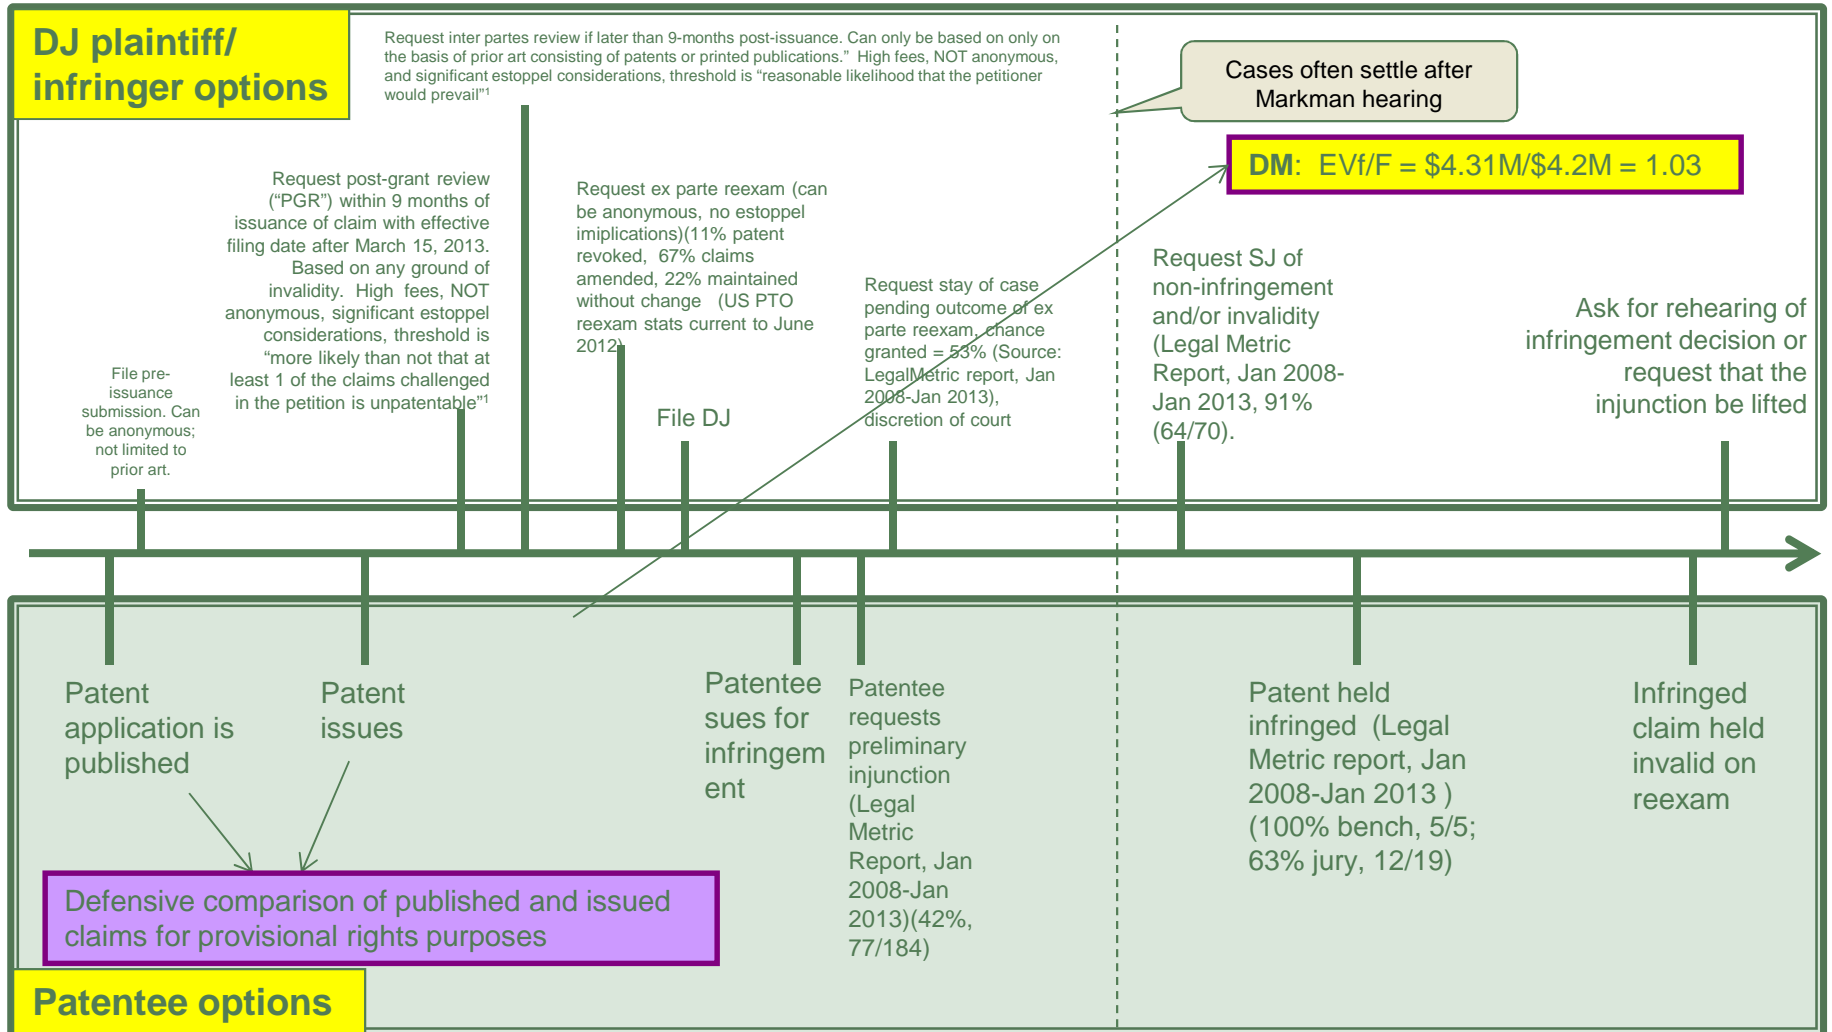 DJ plaintiff/
infringer options
Request inter partes review if later than 9-months post-issuance. Can only be based on only on
the basis of prior art consisting of patents or printed publications.”  High fees, NOT anonymous,
and significant estoppel considerations, threshold is “reasonable likelihood that the petitioner
would prevail”¹
Cases often settle after
Markman hearing
DM:  EVf/F = $4.31M/$4.2M = 1.03
Request post-grant review
(“PGR”) within 9 months of
issuance of claim with effective
filing date after March 15, 2013.
Based on any ground of
invalidity.  High  fees, NOT
anonymous, significant estoppel
considerations, threshold is
“more likely than not that at
least 1 of the claims challenged
in the petition is unpatentable”¹
Request ex parte reexam (can
be anonymous, no estoppel
imiplications)(11% patent
revoked,  67% claims
amended, 22% maintained
without change   (US PTO
reexam stats current to June
2012)
File pre-
issuance
submission. Can
be anonymous;
not limited to
prior art.
File DJ
Request stay of case
pending outcome of ex
parte reexam, chance
granted = 53% (Source:
LegalMetric report, Jan
2008-Jan 2013),
discretion of court
Request SJ of
non-infringement
and/or invalidity
(Legal Metric
Report, Jan 2008-
Jan 2013, 91%
(64/70).
Ask for rehearing of
infringement decision or
request that the
injunction be lifted
Patent
application is
published
Patent
issues
Patentee
sues for
infringem
ent
Patentee
requests
preliminary
injunction
(Legal
Metric
Report, Jan
2008-Jan
2013)(42%,
77/184)
Patent held
infringed  (Legal
Metric report, Jan
2008-Jan 2013 )
(100% bench, 5/5;
63% jury, 12/19)
Infringed
claim held
invalid on
reexam
Defensive comparison of published and issued
claims for provisional rights purposes
Patentee options